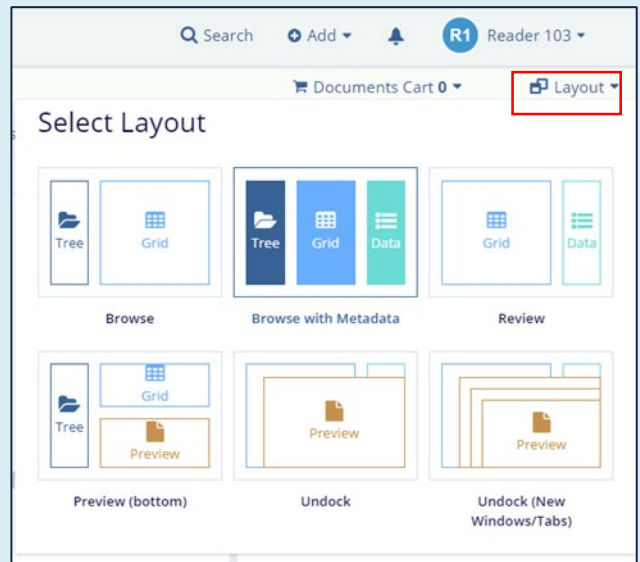 Search Add R1 Reader 103
Documents Cart 0 Layout
Select Layout
Tree Grid
Tree Grid Data
Grid Data
Browse
Browse with Metadata
Review
Tree Grid Preview
Preview
Preview
Preview (bottom)
Undock
Undock (New
Windows/Tabs)